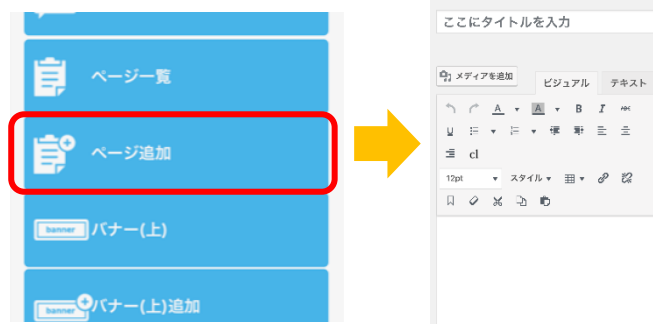 ページ一覧
ページ追加
banner バナー(上)
banner バナー(上)追加
ここにタイトルを入力
メディアを追加
ビジュアル テキスト
A A B I ABC
U
cl
12pt スタイル